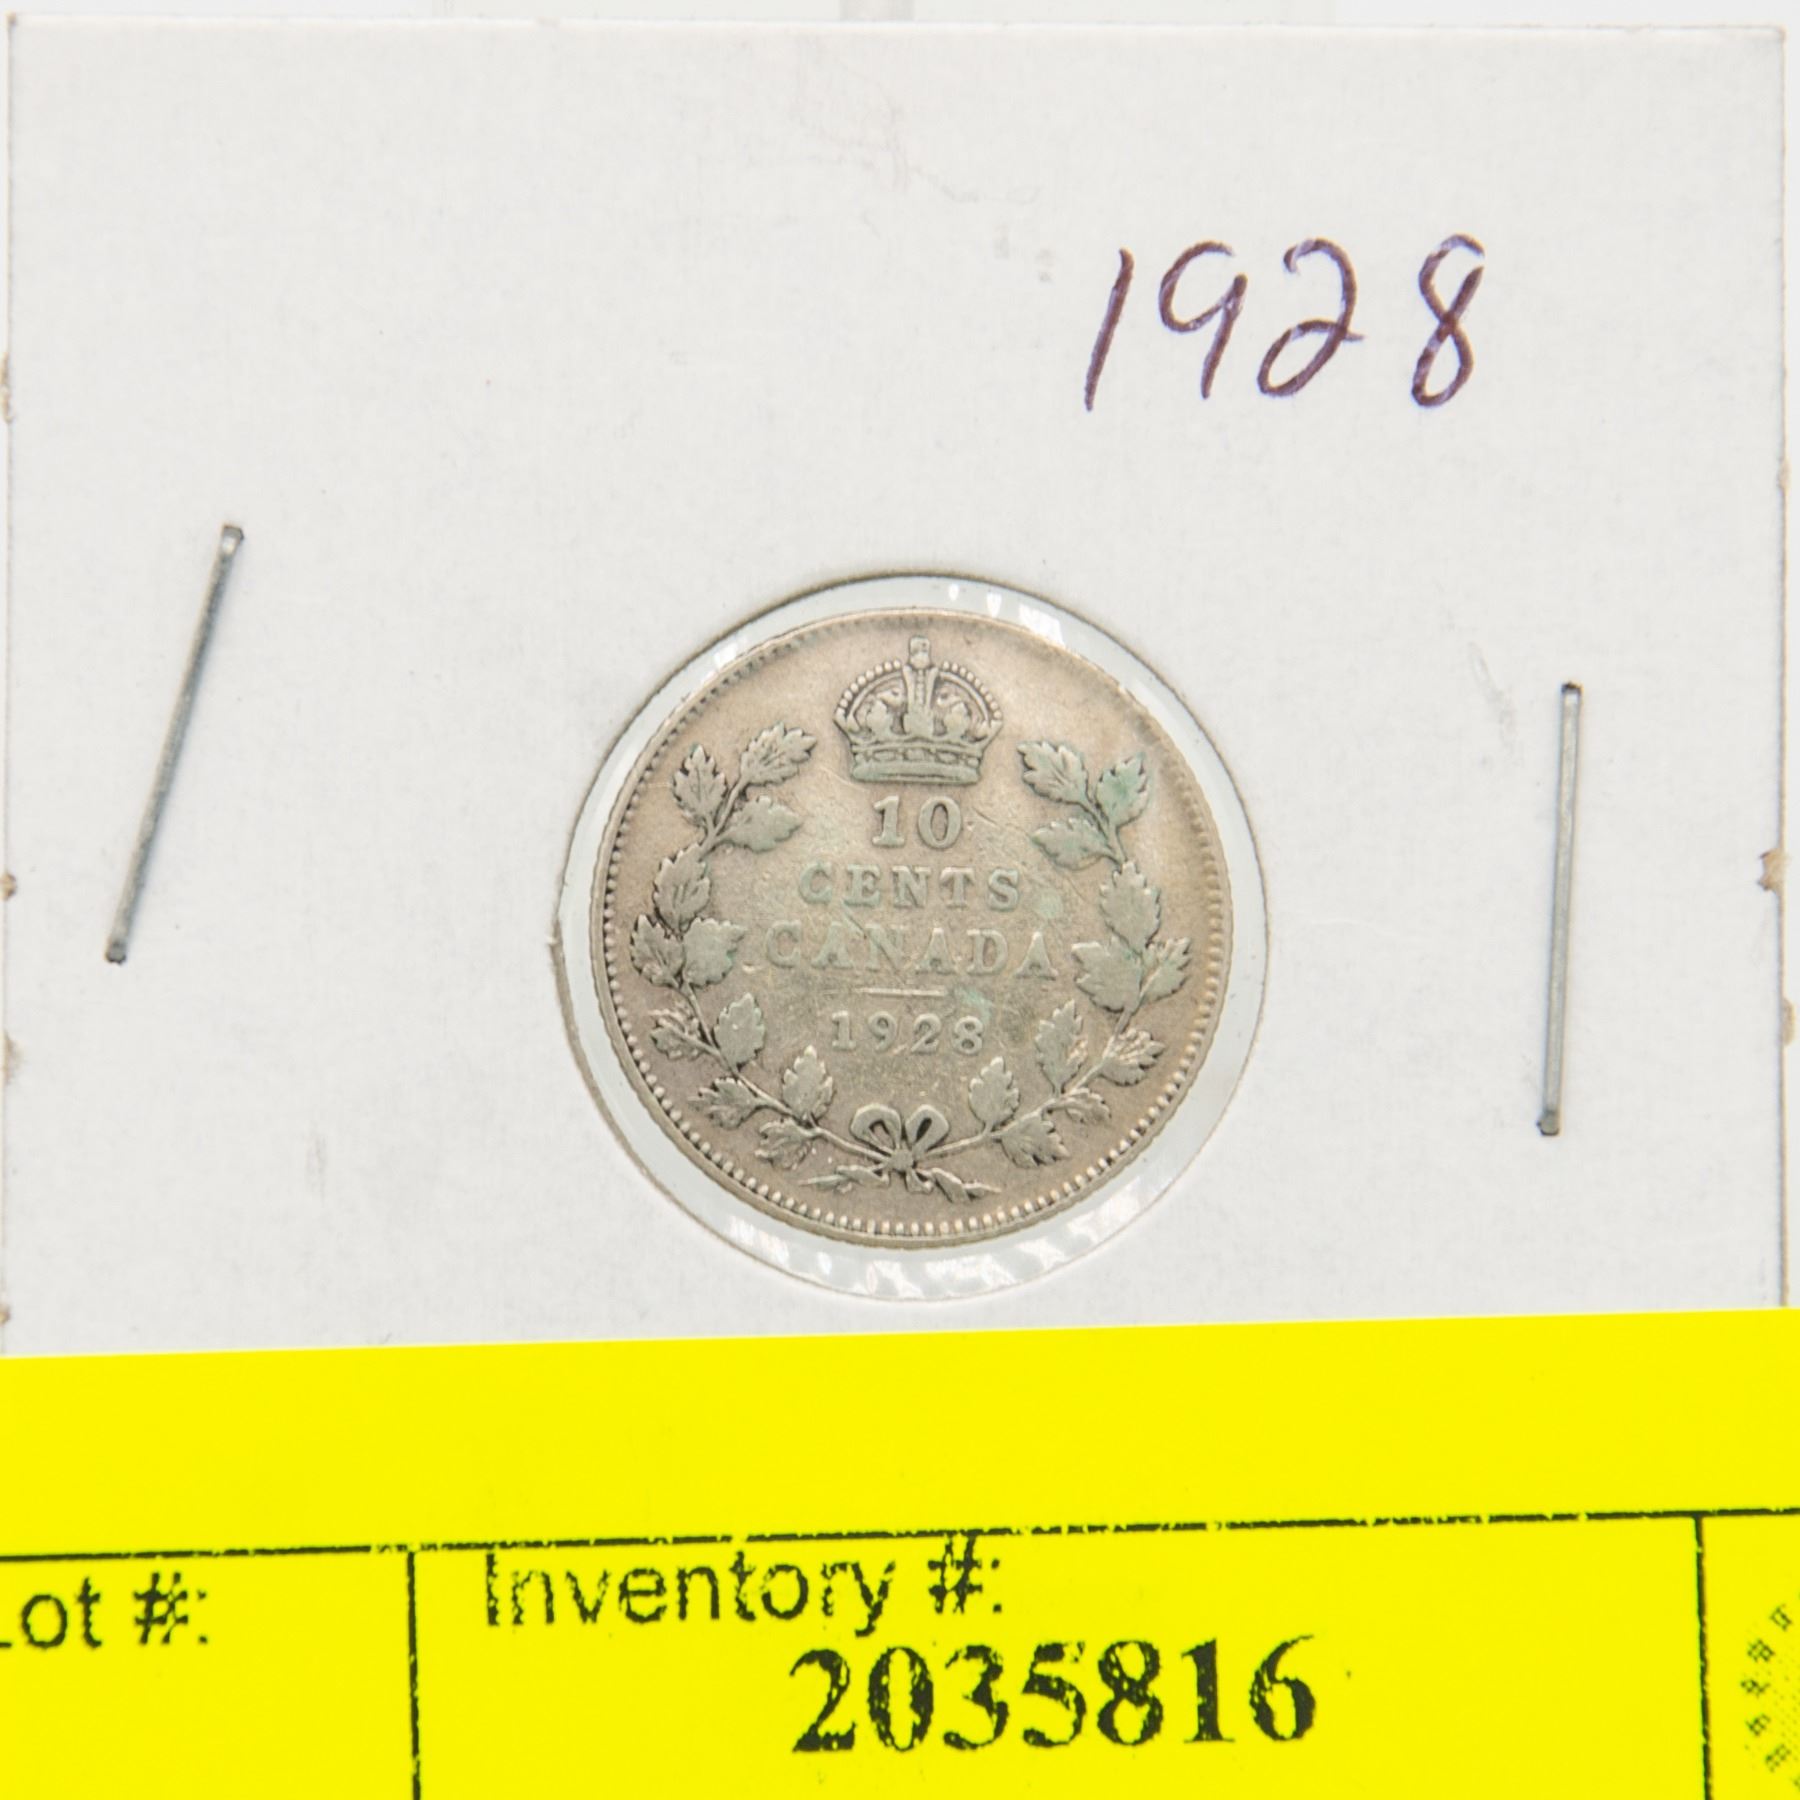 1928
10
CENTS
CANADA
1928
Lot #:
Inventory #:
2035816